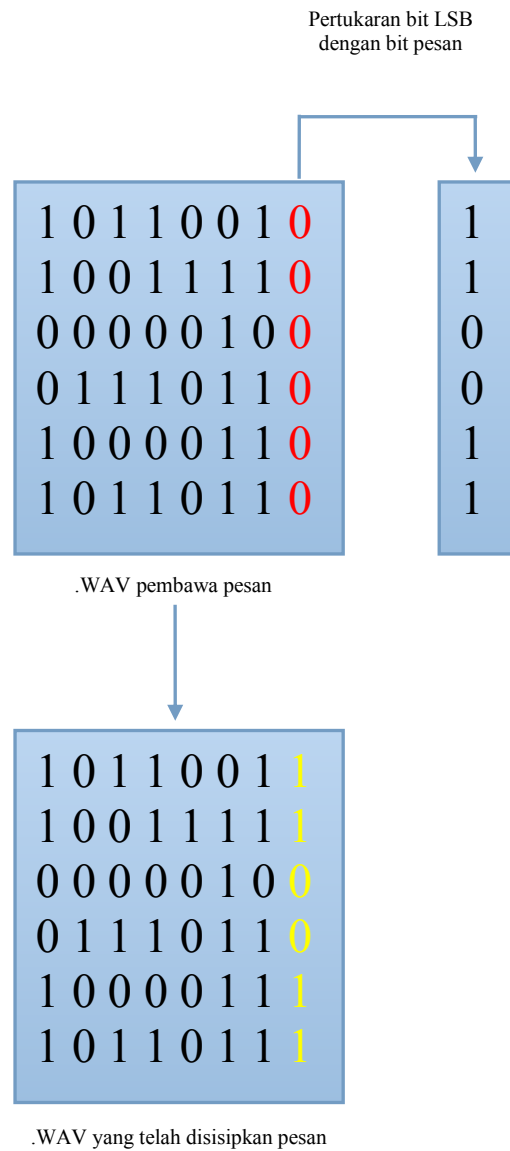 Pertukaran bit LSB
dengan bit pesan
1 0 1 1 0 0 1 0
1 0 0 1 1 1 1 0
0 0 0 0 0 1 0 0
0 1 1 1 0 1 1 0
1 0 0 0 0 1 1 0
1 0 1 1 0 1 1 0
1
1
0
0
1
1
.WAV pembawa pesan
1 0 1 1 0 0 1 1
1 0 0 1 1 1 1 1
0 0 0 0 0 1 0 0
0 1 1 1 0 1 1 0
1 0 0 0 0 1 1 1
1 0 1 1 0 1 1 1
.WAV yang telah disisipkan pesan